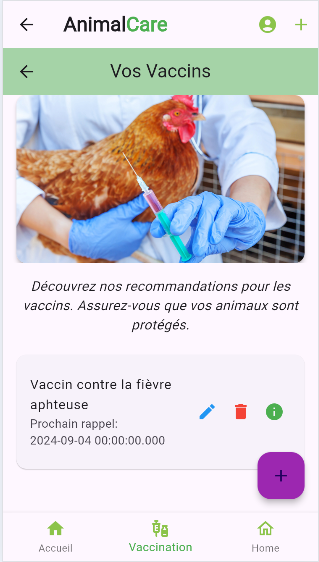 AnimalCare
Vos Vaccins
Découvrez nos recommandations pour les
vaccins. Assurez-vous que vos animaux sont
protégés.
Vaccin contre la fièvre
aphteuse
Prochain rappel:
2024-09-04 00:00:00.000
Accueil
Vaccination
Home